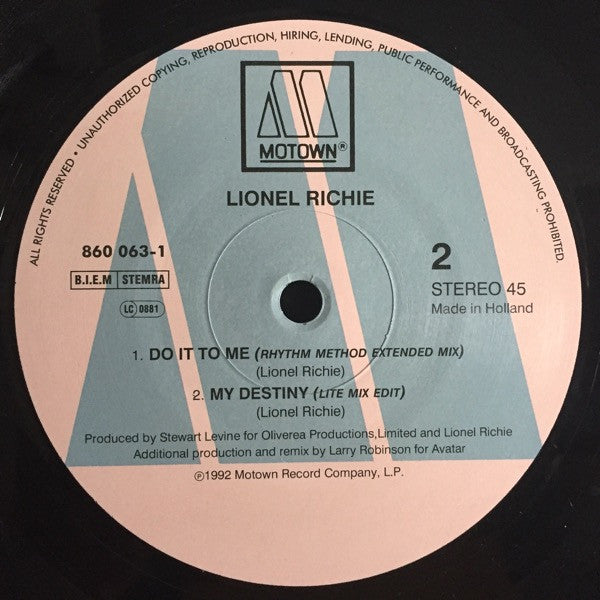 ALL RIGHTS RESERVED • UNAUTHORIZED COPYING, REPRODUCTION, HIRING, LENDING, PUBLIC PERFORMANCE AND BROADCASTING PROHIBITED.
MOTOWN®
LIONEL RICHIE
860 063-1
B.I.E.M STEMRA
LC 0881
2
STEREO 45
Made in Holland
1. DO IT TO ME (RHYTHM METHOD EXTENDED MIX)
(Lionel Richie)
2. MY DESTINY (LITE MIX EDIT)
(Lionel Richie)
Produced by Stewart Levine for Oliverea Productions,Limited and Lionel Richie
Additional production and remix by Larry Robinson for Avatar
℗1992 Motown Record Company, L.P.